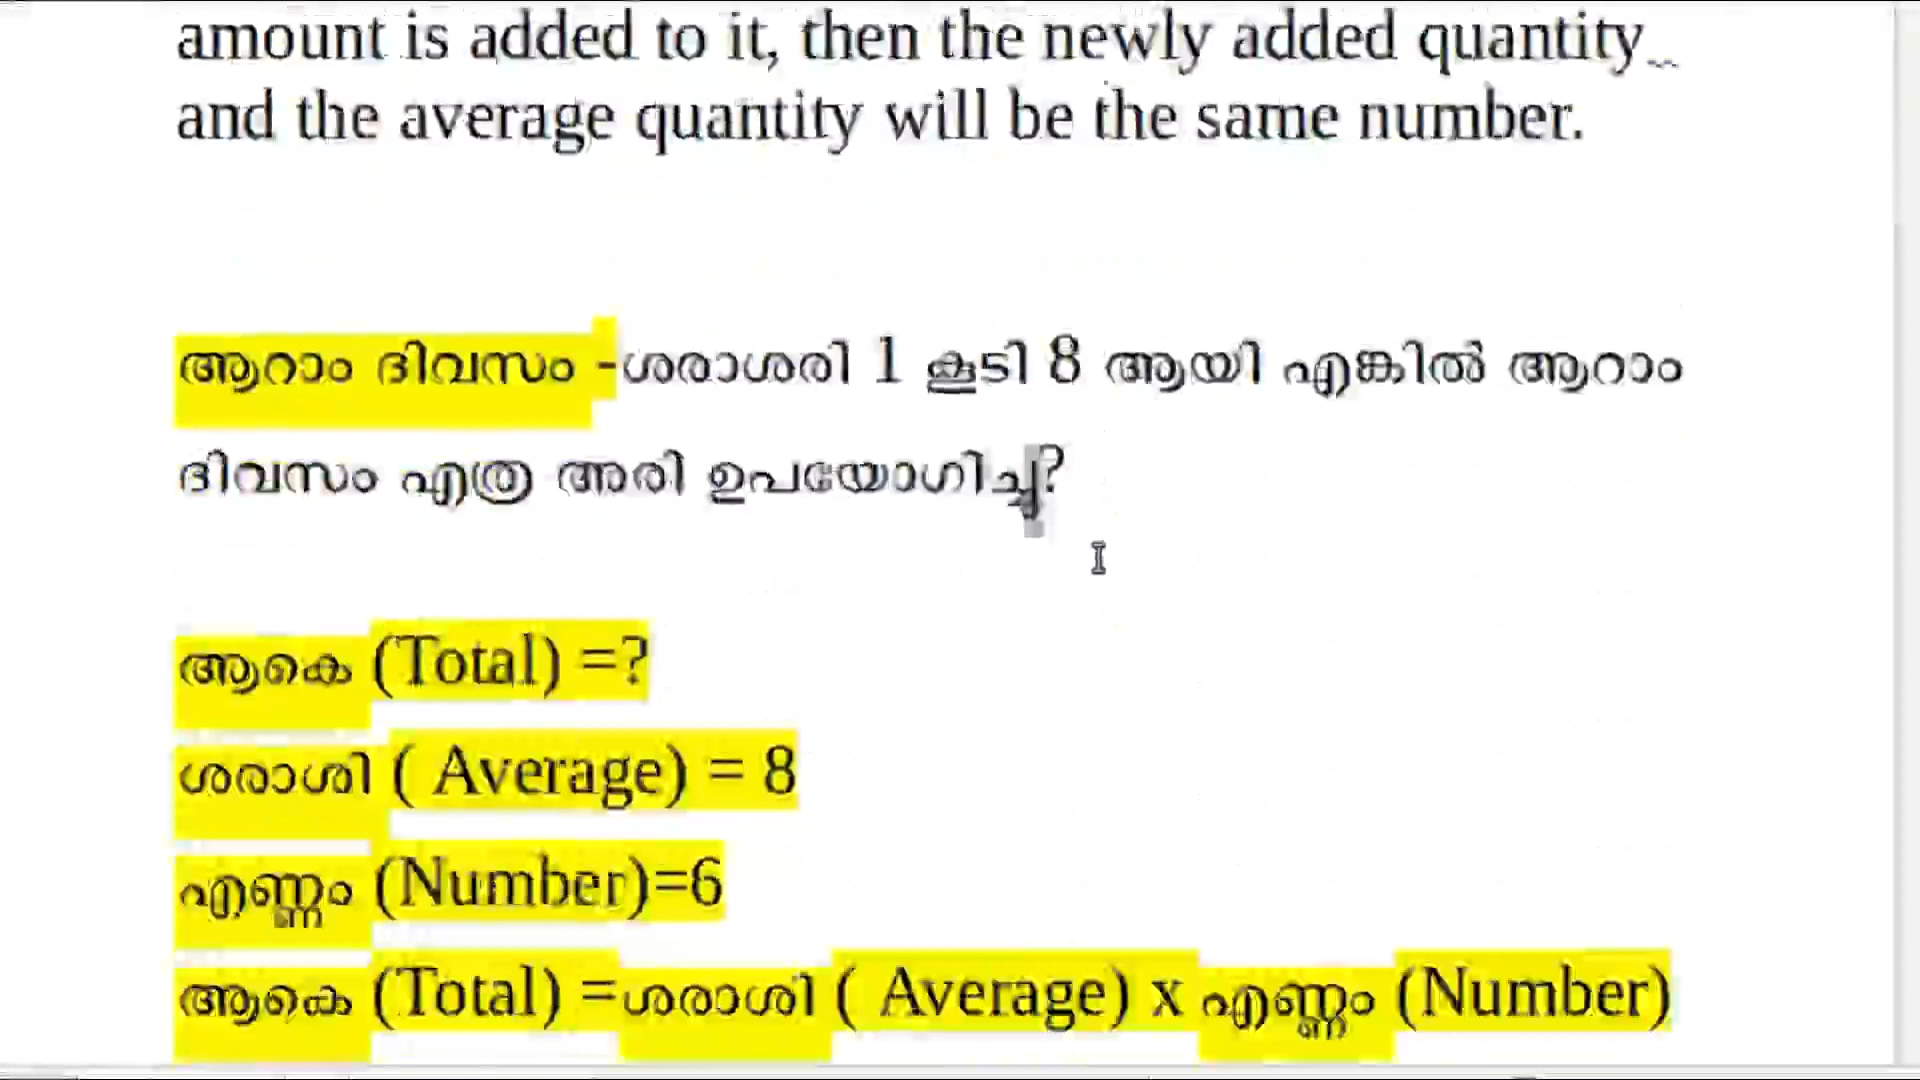 amount is added to it, then the newly added quantity
and the average quantity will be the same number.
ആറാം ദിവസം -ശരാശരി 1 കൂടി 8 ആയി എങ്കിൽ ആറാം
ദിവസം എത്ര അരി ഉപയോഗിച്ചു?
ആകെ (Total) =?
ശരാശി ( Average) = 8
എണ്ണം (Number)=6
ആകെ (Total) =ശരാശി ( Average) x എണ്ണം (Number)